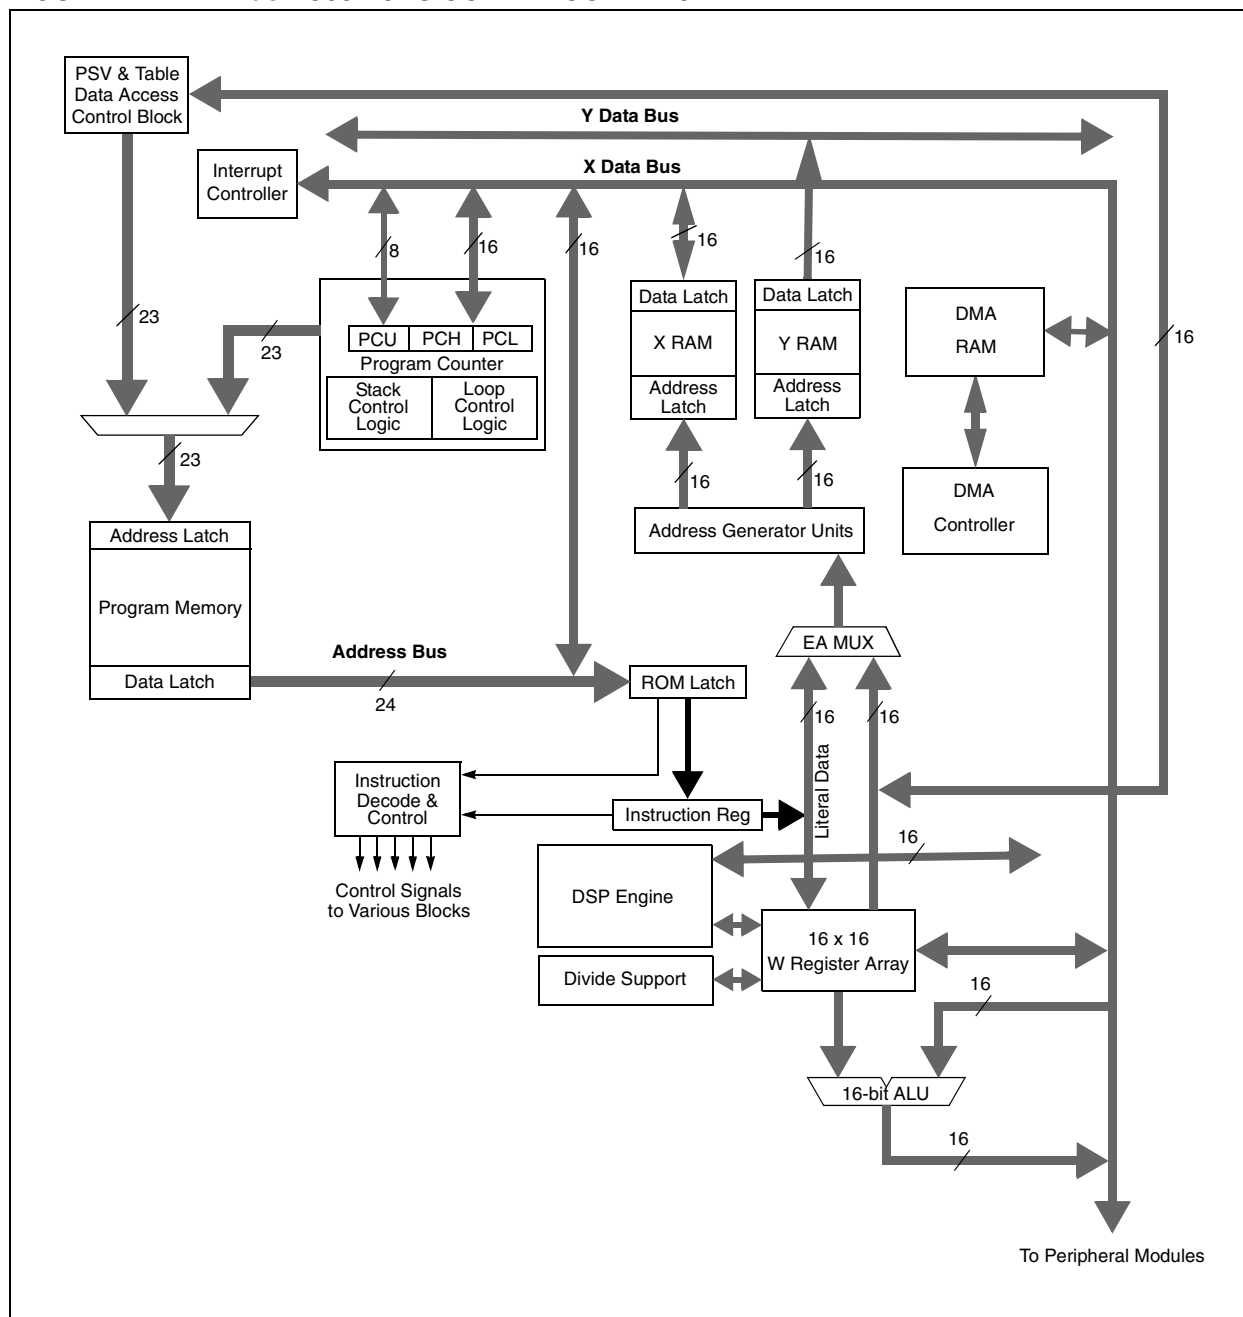 PSV & Table
Data Access
Control Block
Y Data Bus
X Data Bus
Interrupt
Controller
8
16
16
16
16
Data Latch
X RAM
Address
Latch
Data Latch
Y RAM
Address
Latch
DMA
RAM
16
23
23
PCU
PCH
PCL
Program Counter
Stack
Control
Logic
Loop
Control
Logic
23
16
16
DMA
Controller
Address Generator Units
Address Latch
Program Memory
Data Latch
Address Bus
24
ROM Latch
EA MUX
16
16
Literal Data
Instruction
Decode &
Control
Instruction Reg
Control Signals
to Various Blocks
16
DSP Engine
16 x 16
W Register Array
Divide Support
16
16-bit ALU
16
To Peripheral Modules